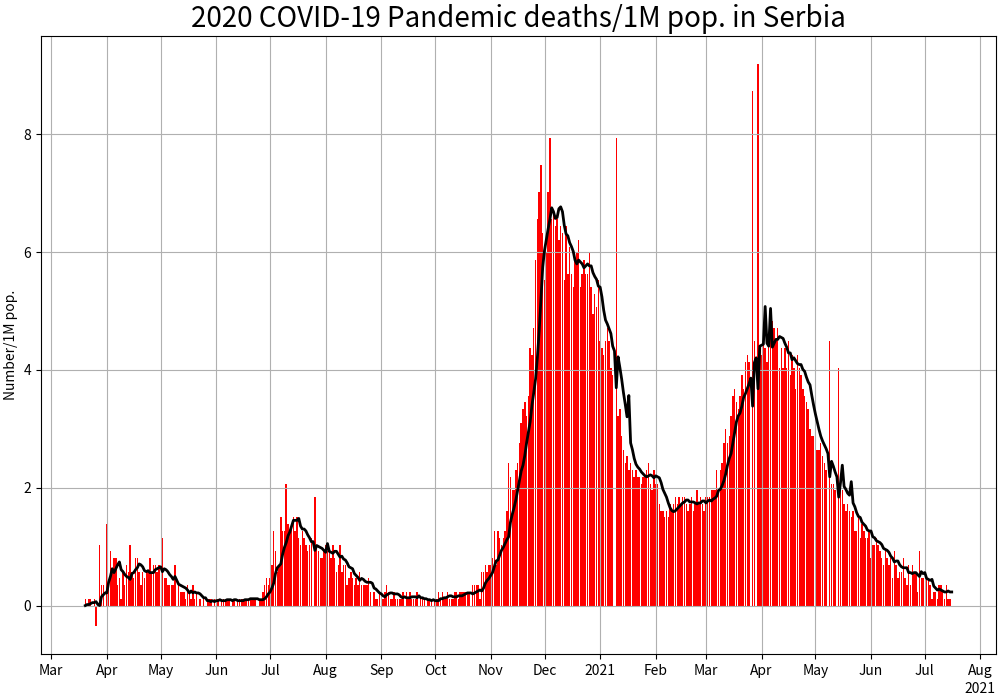 2020 COVID-19 Pandemic deaths/1M pop. in Serbia
Number/1M pop.
8
6
4
2
0
Mar Apr May Jun Jul Aug Sep Oct Nov Dec 2021 Feb Mar Apr May Jun Jul Aug
2021